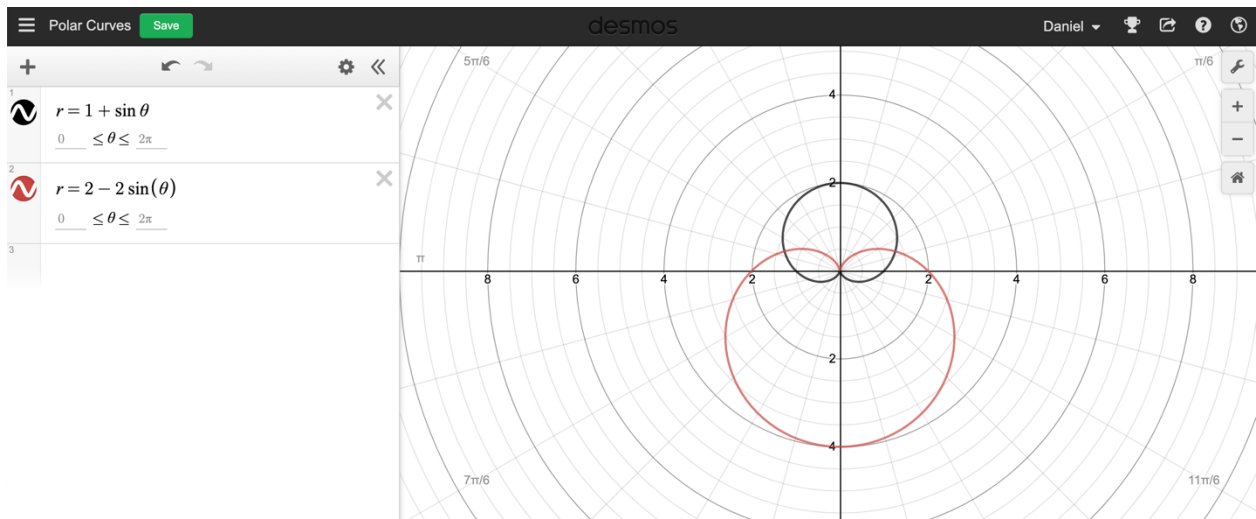 Polar Curves Save desmos Daniel
1
r = 1 + sin θ
0 ≤ θ ≤ 2π
2
r = 2 − 2 sin(θ)
0 ≤ θ ≤ 2π
3
5π/6 π/6
4
2
π
8 6 4 2 2 4 6 8
2
4
7π/6 11π/6